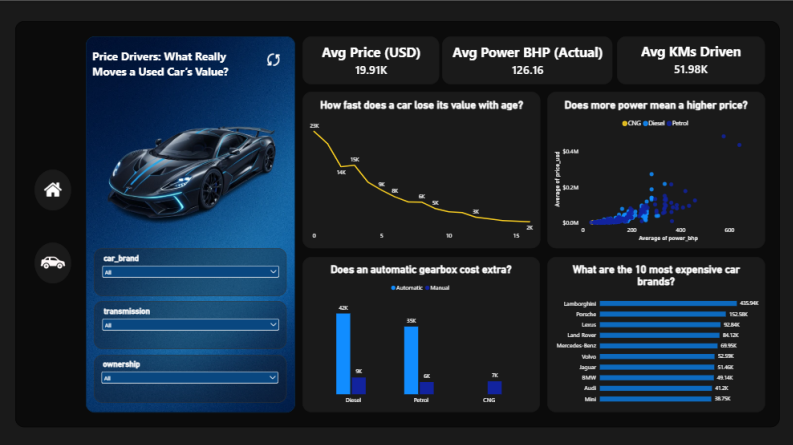 Price Drivers: What Really
Moves a Used Car's Value?
car_brand
All
transmission
All
ownership
All
Avg Price (USD)
19.91K
Avg Power BHP (Actual)
126.16
Avg KMs Driven
51.98K
How fast does a car lose its value with age?
23K
14K
15K
9K
8K
6K
5K
3K
2K
0
5
10
15
Does more power mean a higher price?
CNG Diesel Petrol
Average of price_usd
$0.4M
$0.2M
$0.0M
0
200
400
600
Average of power_bhp
Does an automatic gearbox cost extra?
Automatic Manual
42K
9K
35K
6K
7K
Diesel
Petrol
CNG
What are the 10 most expensive car
brands?
Lamborghini 435.94K
Porsche 152.58K
Lexus 92.84K
Land Rover 84.12K
Mercedes-Benz 69.95K
Volvo 52.59K
Jaguar 51.46K
BMW 49.14K
Audi 41.2K
Mini 38.75K